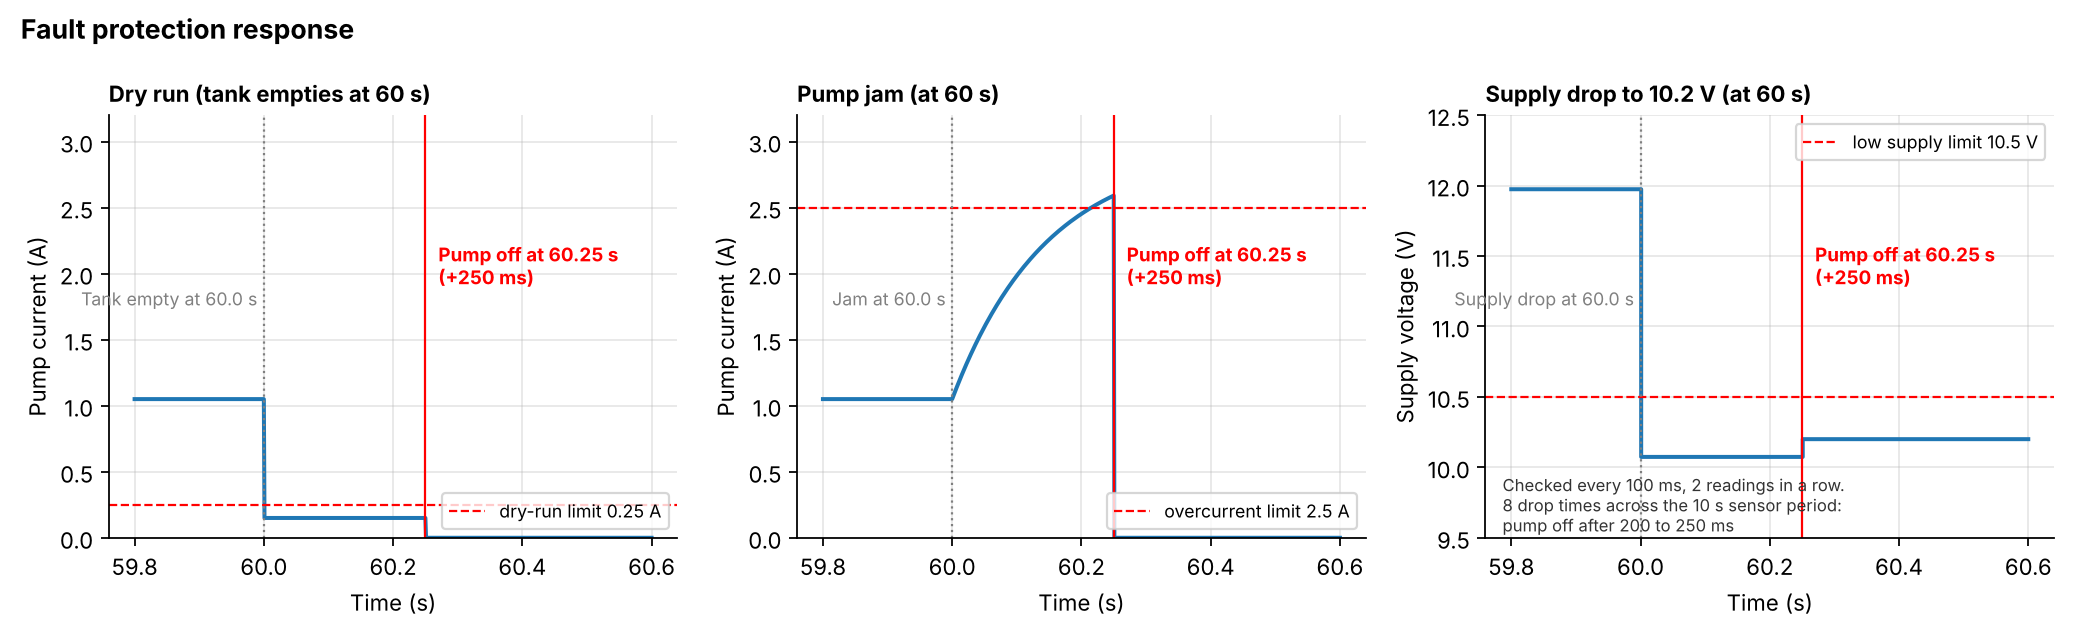 Fault protection response
Dry run (tank empties at 60 s)
Pump current (A)
3.0
2.5
2.0
1.5
1.0
0.5
0.0
Tank empty at 60.0 s
Pump off at 60.25 s
(+250 ms)
dry-run limit 0.25 A
59.8
60.0
60.2
60.4
60.6
Time (s)
Pump jam (at 60 s)
Pump current (A)
3.0
2.5
2.0
1.5
1.0
0.5
0.0
Jam at 60.0 s
Pump off at 60.25 s
(+250 ms)
overcurrent limit 2.5 A
59.8
60.0
60.2
60.4
60.6
Time (s)
Supply drop to 10.2 V (at 60 s)
Supply voltage (V)
12.5
12.0
11.5
11.0
10.5
10.0
9.5
low supply limit 10.5 V
Supply drop at 60.0 s
Pump off at 60.25 s
(+250 ms)
Checked every 100 ms, 2 readings in a row.
8 drop times across the 10 s sensor period:
pump off after 200 to 250 ms
59.8
60.0
60.2
60.4
60.6
Time (s)